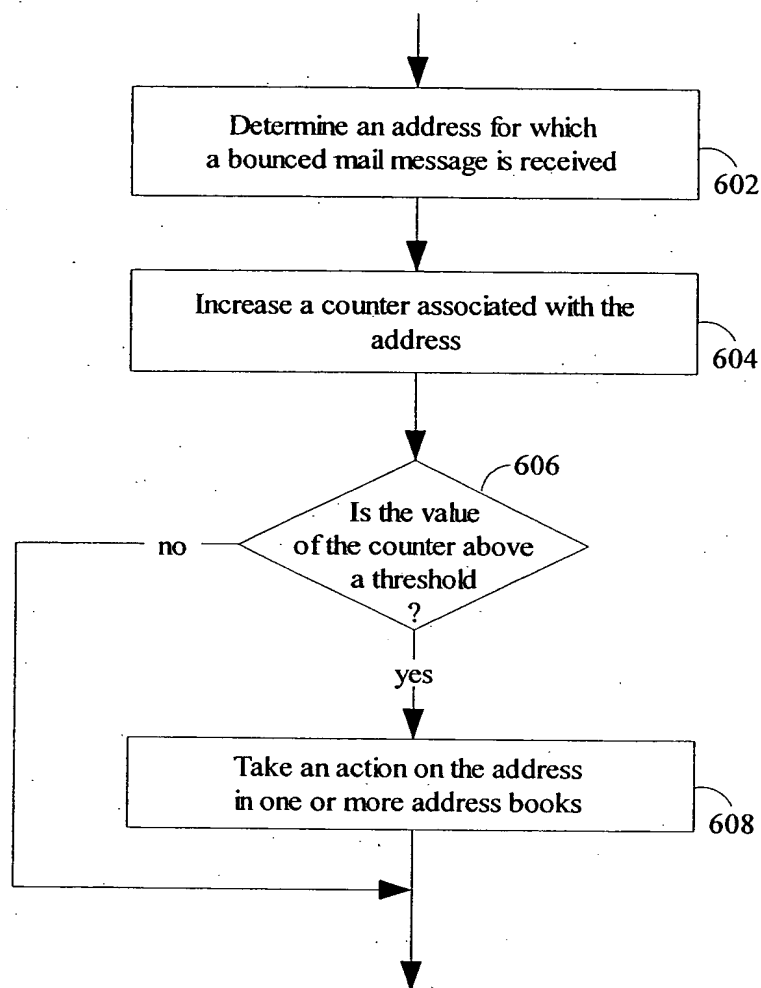 Determine an address for which
a bounced mail message is received
602
Increase a counter associated with the
address
604
606
Is the value
of the counter above
a threshold
?
no
yes
Take an action on the address
in one or more address books
608